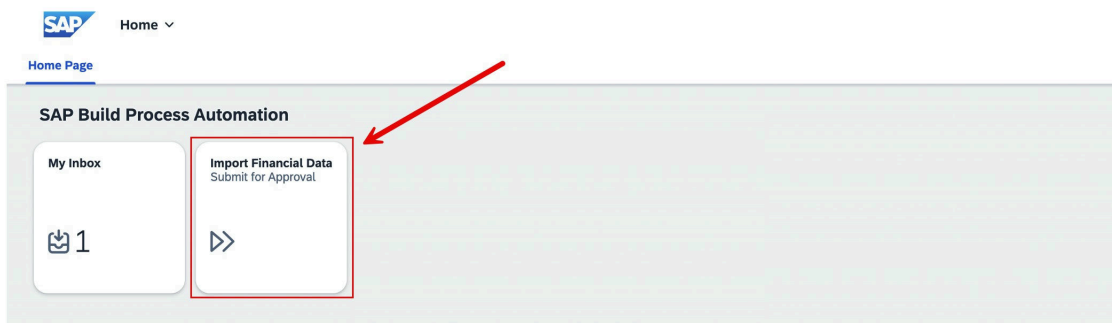 SAP Home
Home Page
SAP Build Process Automation
My Inbox
Import Financial Data
Submit for Approval
1